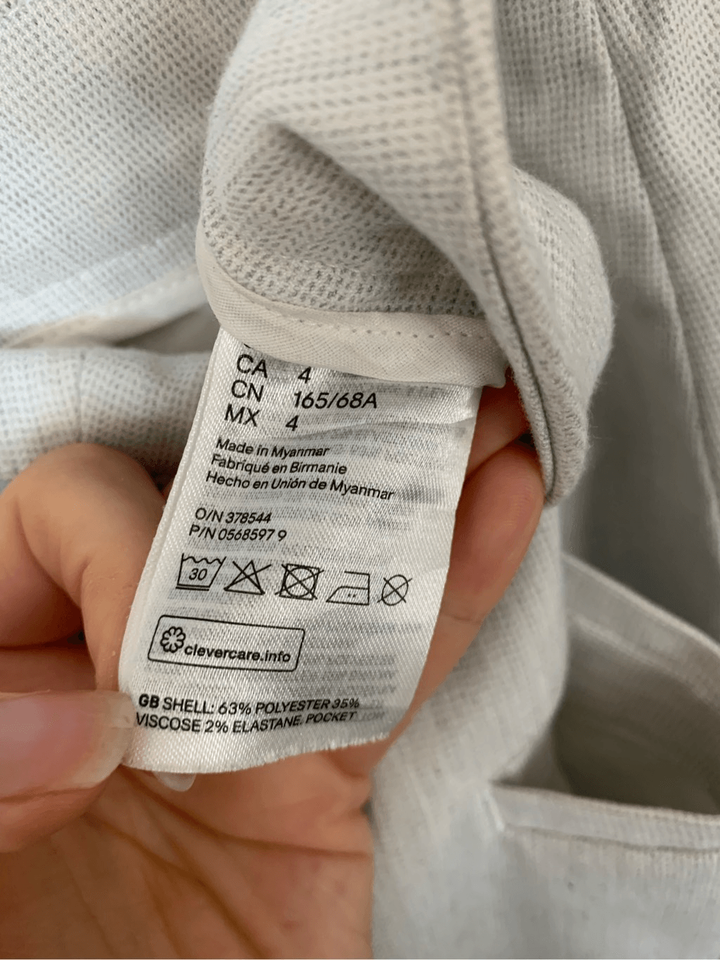 CA 4
CN 165/68A
MX 4
Made in Myanmar
Fabriqué en Birmanie
Hecho en Unión de Myanmar
O/N 378544
P/N 0568597 9
30
clevercare.info
GB SHELL: 63% POLYESTER 35%
VISCOSE 2% ELASTANE. POCKET